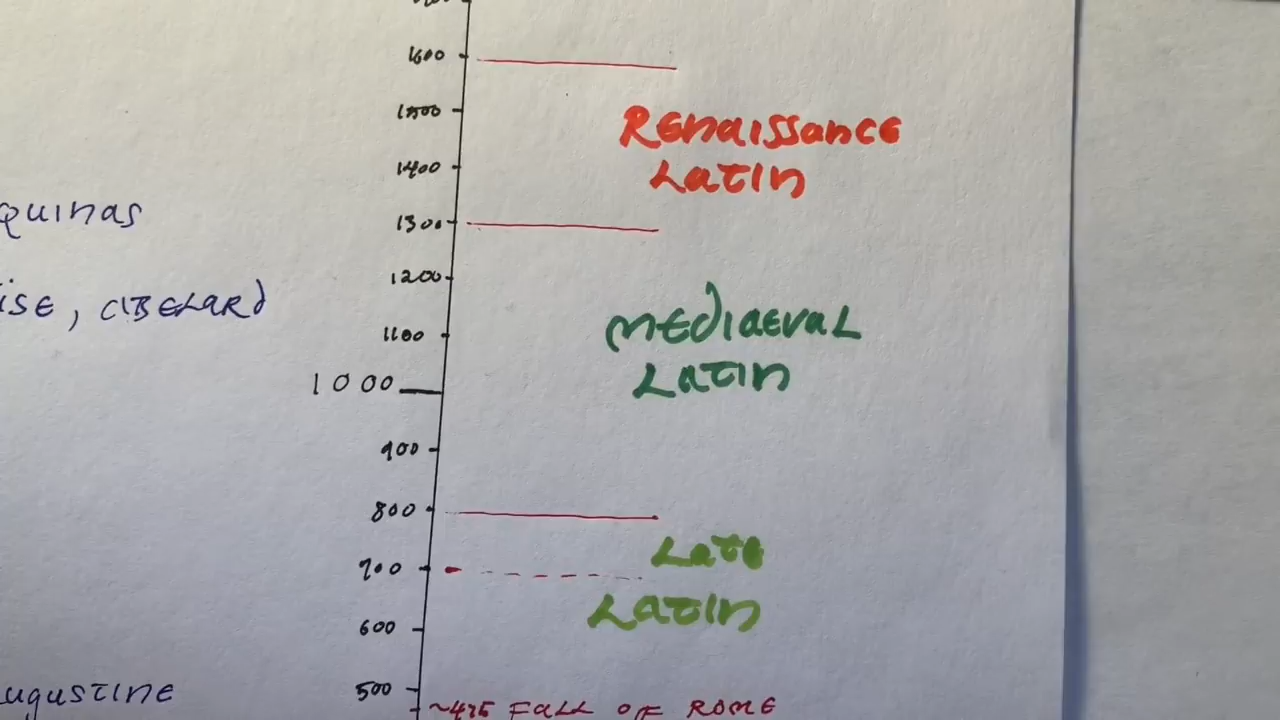 1600
1500
RENAISSANCE
LATIN
1400
QUINAS
1300
1200
ISE, ABELARD
MEDIAEVAL
LATIN
1100
1000
900
800
LATE
LATIN
700
600
UGUSTINE
500
~475 FALL OF ROME